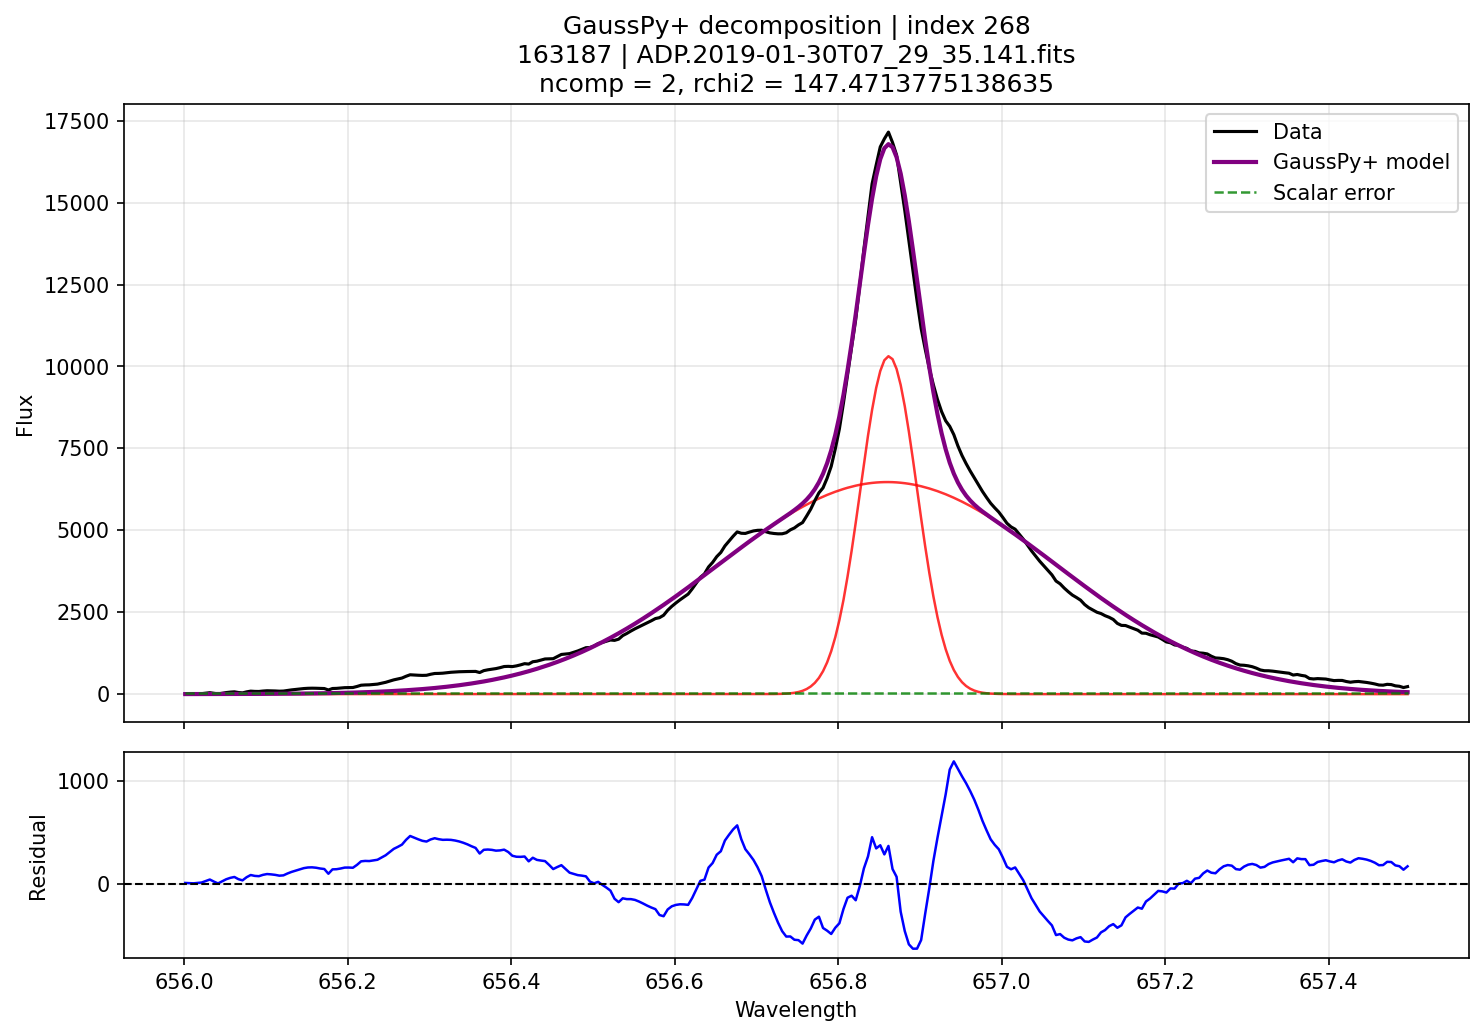 GaussPy+ decomposition | index 268
163187 | ADP.2019-01-30T07_29_35.141.fits
ncomp = 2, rchi2 = 147.4713775138635
Data
GaussPy+ model
Scalar error
17500
15000
12500
10000
7500
5000
2500
0
Flux
1000
0
Residual
656.0 656.2 656.4 656.6 656.8 657.0 657.2 657.4
Wavelength